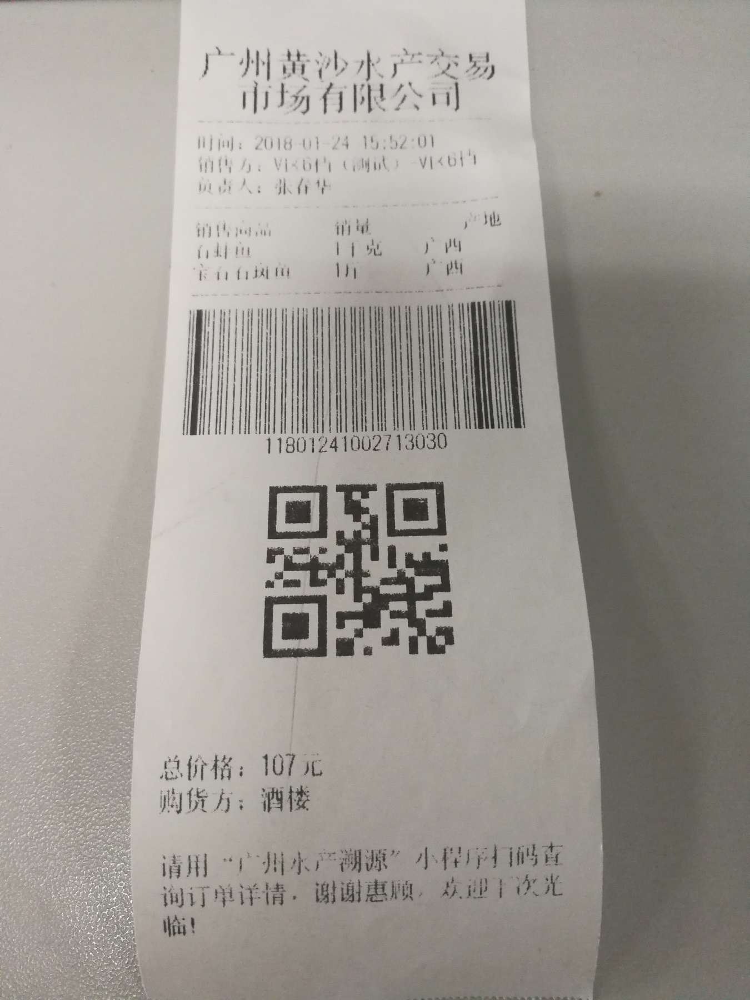 广州黄沙水产交易
市场有限公司
时间：2018-01-24 15:52:01
销售方：V区6档（测试）-V区6档
负责人：张春华
销售商品 销量 产地
石蚌鱼 1千克 广西
宝石石斑鱼 1斤 广西
11801241002713030
总价格：107元
购货方：酒楼
请用“广州水产溯源”小程序扫码查
询订单详情，谢谢惠顾，欢迎下次光
临！